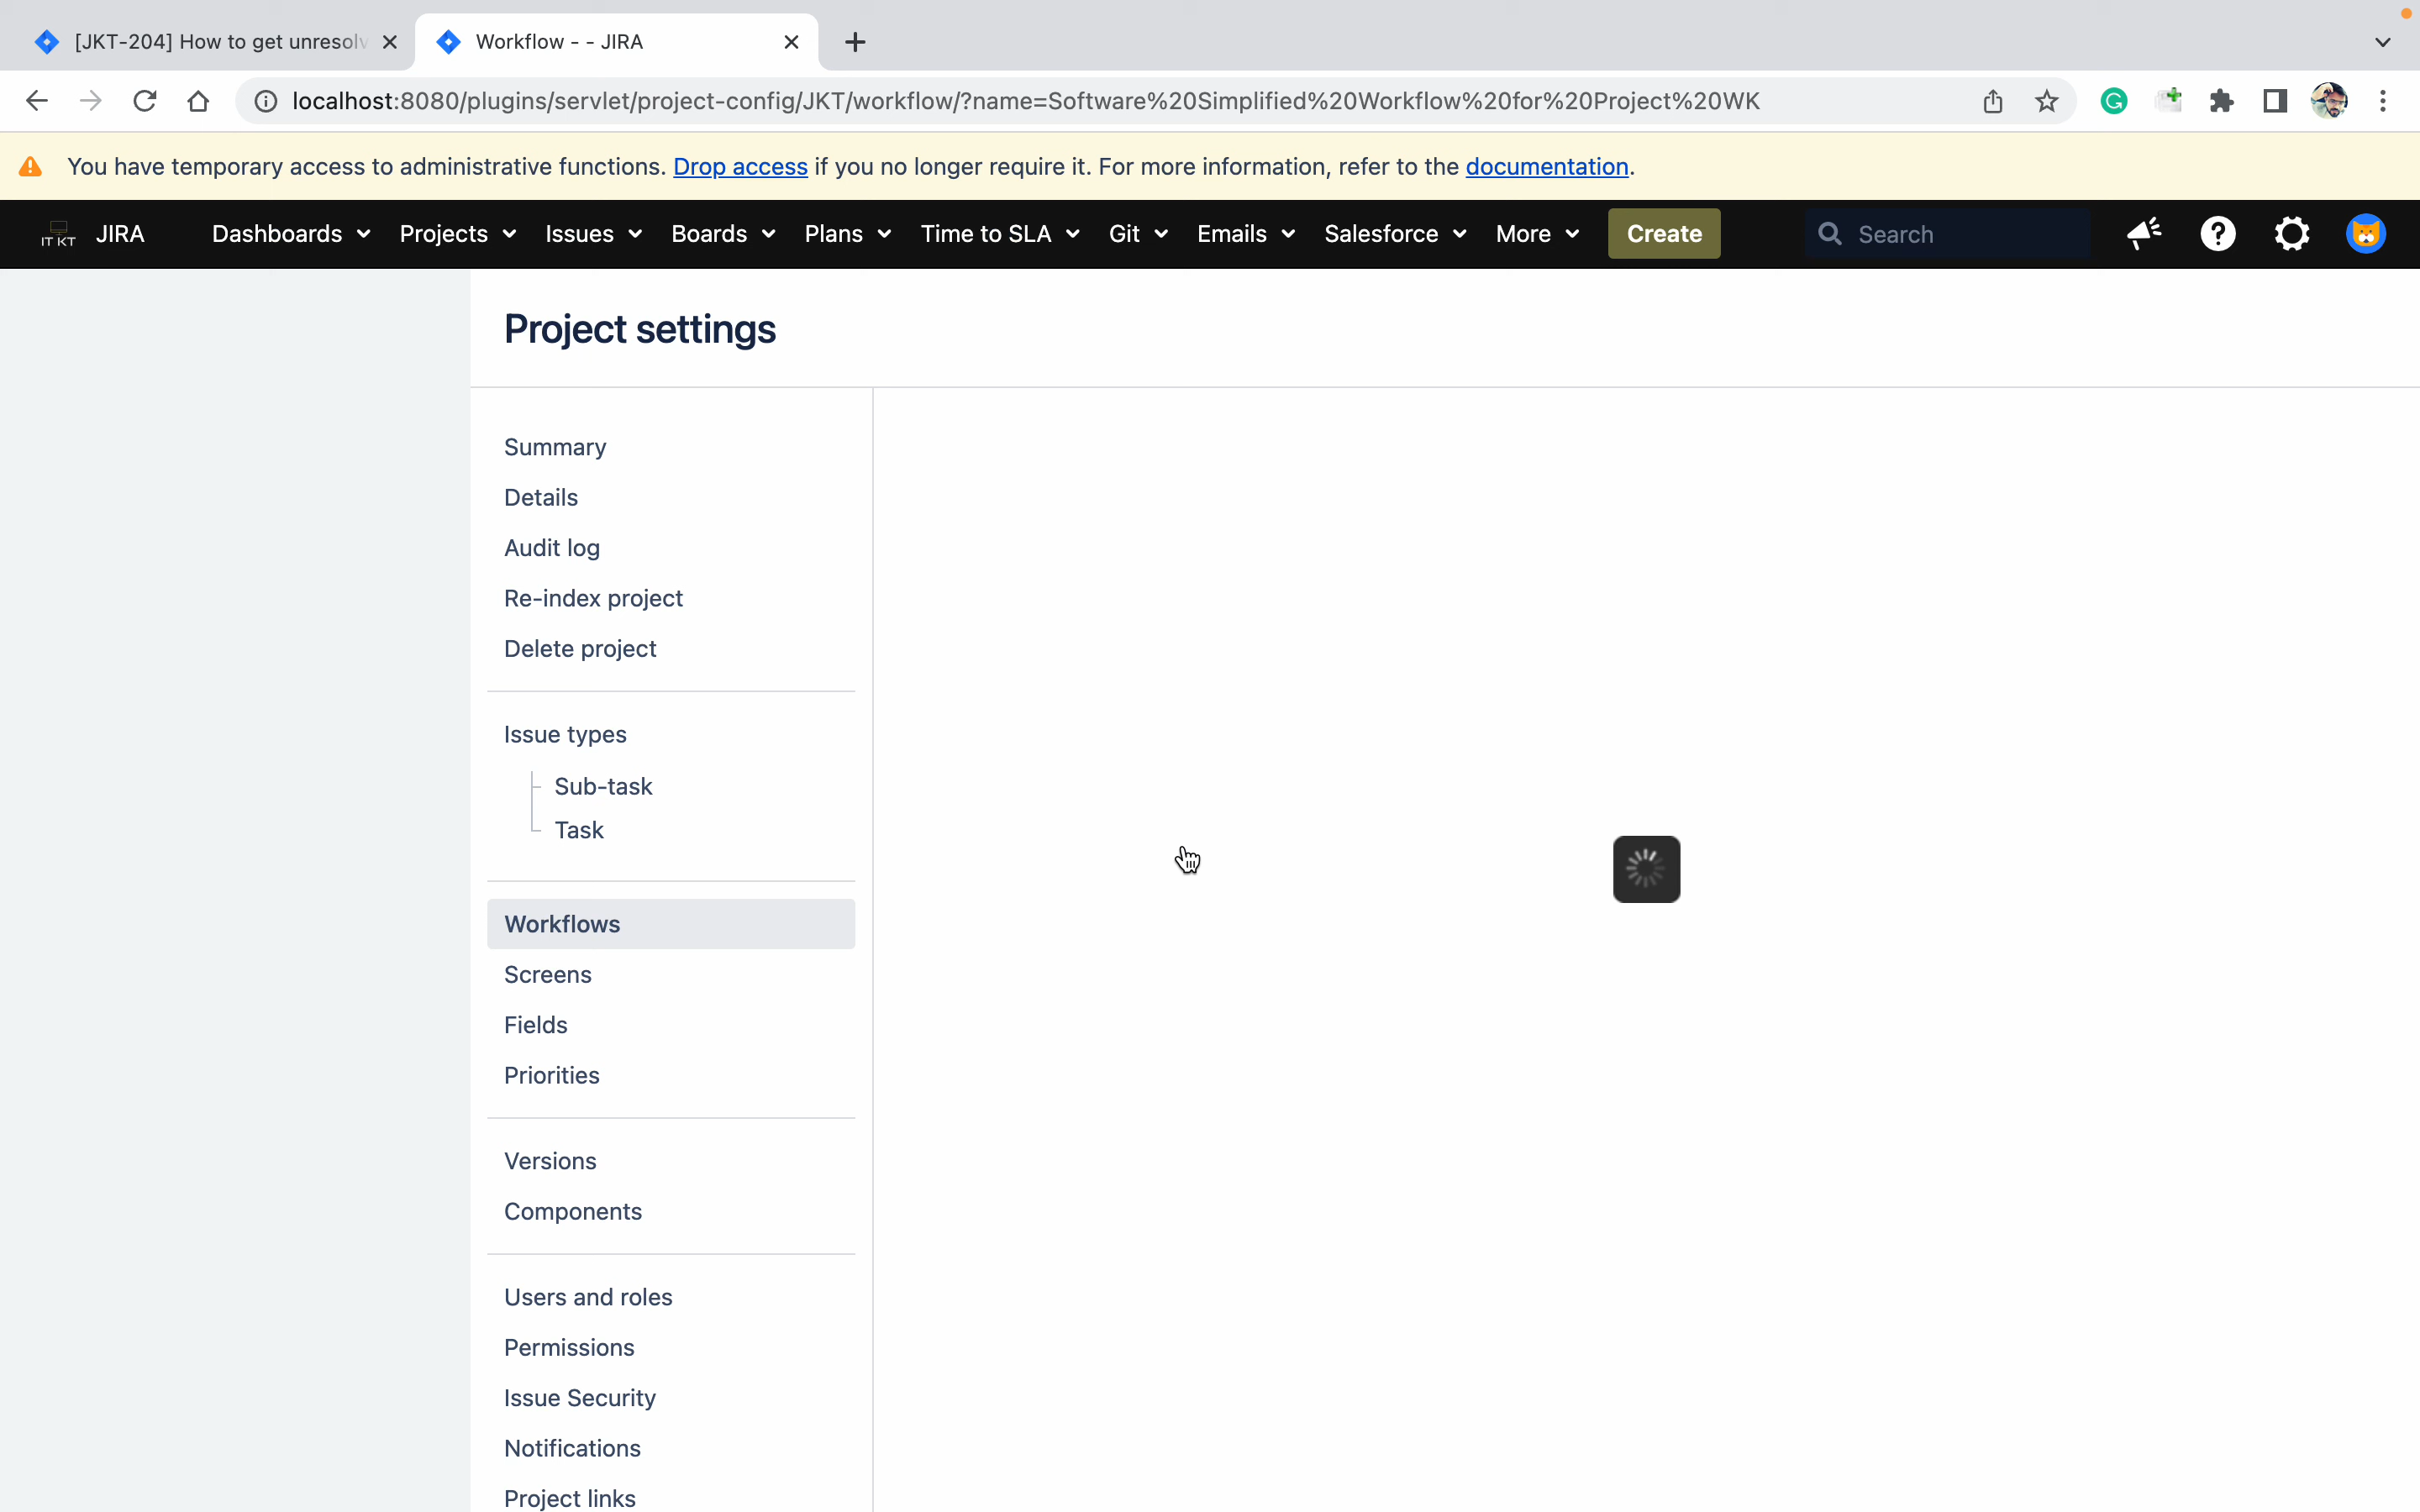 [JKT-204] How to get unresolv
Workflow - - JIRA
localhost:8080/plugins/servlet/project-config/JKT/workflow/?name=Software%20Simplified%20Workflow%20for%20Project%20WK
You have temporary access to administrative functions. Drop access if you no longer require it. For more information, refer to the documentation.
IT KT JIRA Dashboards Projects Issues Boards Plans Time to SLA Git Emails Salesforce More Create Search
Project settings
Summary
Details
Audit log
Re-index project
Delete project
Issue types
Sub-task
Task
Workflows
Screens
Fields
Priorities
Versions
Components
Users and roles
Permissions
Issue Security
Notifications
Project links